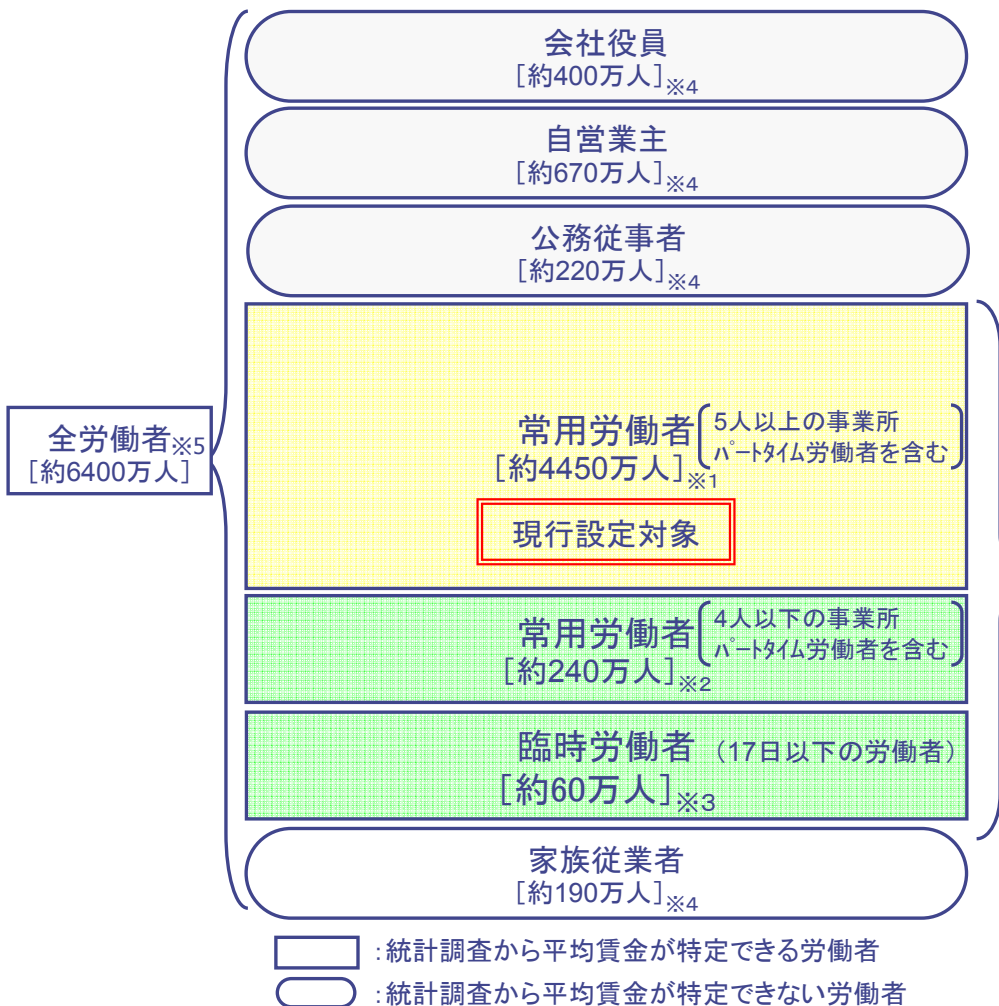 会社役員
[約400万人]※4
自営業主
[約670万人]※4
公務従事者
[約220万人]※4
全労働者※5
[約6400万人]
常用労働者
5人以上の事業所
パートタイム労働者を含む
[約4450万人]※1
現行設定対象
常用労働者
4人以下の事業所
パートタイム労働者を含む
[約240万人]※2
臨時労働者 (17日以下の労働者)
[約60万人]※3
家族従業者
[約190万人]※4
:統計調査から平均賃金が特定できる労働者
:統計調査から平均賃金が特定できない労働者